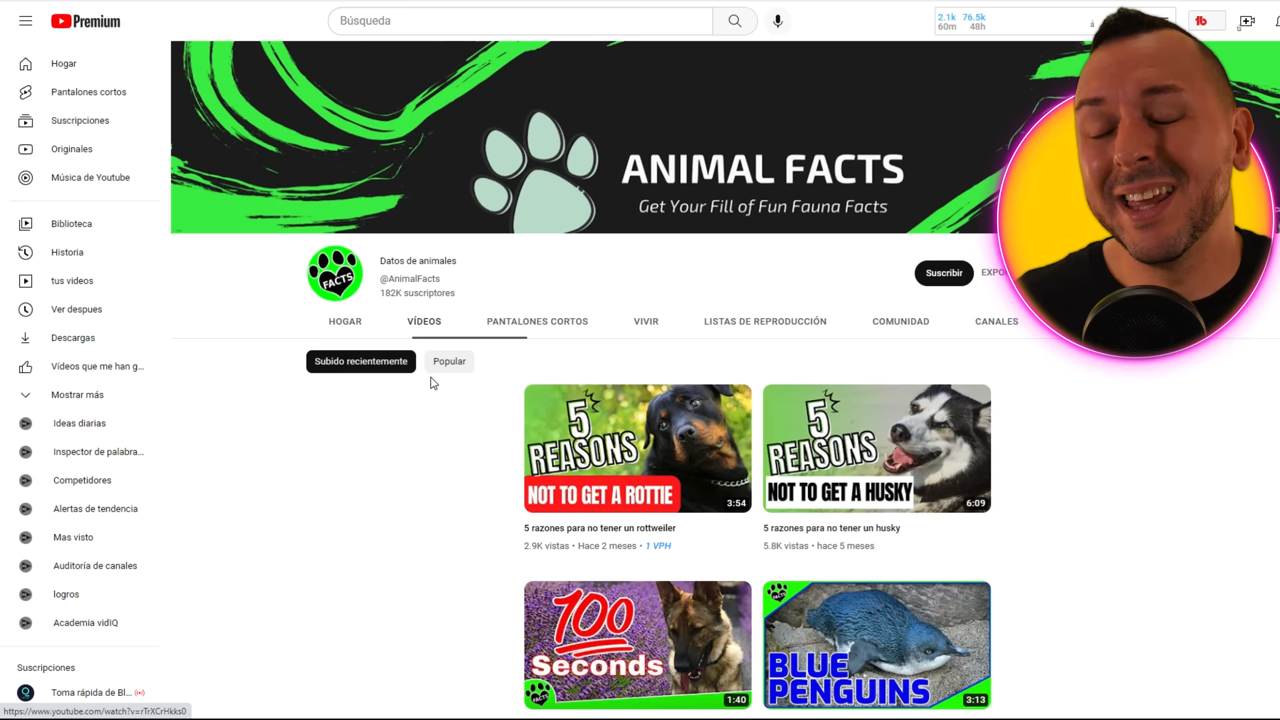 Premium
Búsqueda
2.1k 76.5k
60m 48h
Hogar
Pantalones cortos
Suscripciones
Originales
Música de Youtube
Biblioteca
Historia
tus videos
Ver despues
Descargas
Vídeos que me han g...
Mostrar más
Ideas diarias
Inspector de palabra...
Competidores
Alertas de tendencia
Mas visto
Auditoría de canales
logros
Academia vidIQ
Suscripciones
Toma rápida de Bl...
https://www.youtube.com/watch?v=rTrXCrHkks0
ANIMAL FACTS
Get Your Fill of Fun Fauna Facts
FACTS
Datos de animales
@AnimalFacts
182K suscriptores
Suscribir
EXPO
HOGAR
VÍDEOS
PANTALONES CORTOS
VIVIR
LISTAS DE REPRODUCCIÓN
COMUNIDAD
CANALES
Subido recientemente
Popular
5
REASONS
NOT TO GET A ROTTIE
3:54
5 razones para no tener un rottweiler
2.9K vistas • Hace 2 meses • 1 VPH
5
REASONS
NOT TO GET A HUSKY
6:09
5 razones para no tener un husky
5.8K vistas • hace 5 meses
100
Seconds
FACTS
1:40
FACTS
BLUE
PENGUINS
3:13